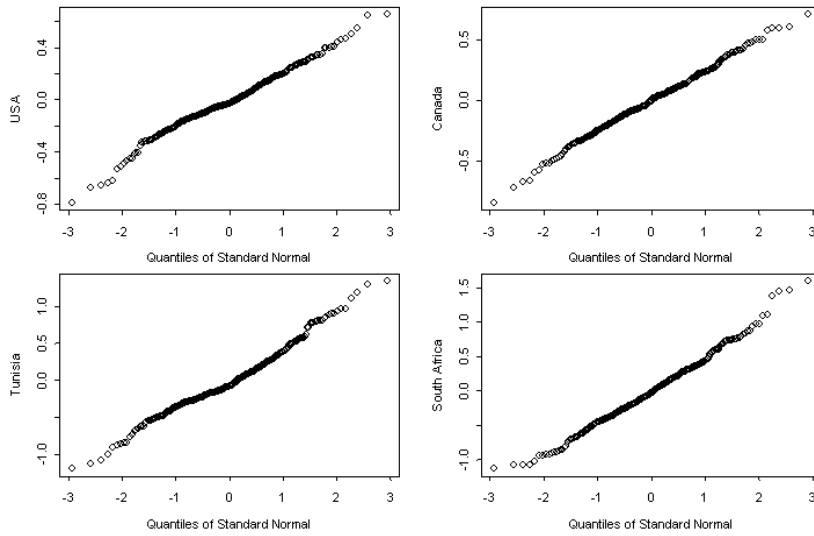 USA
0.4
0.0
-0.4
-0.8
-3 -2 -1 0 1 2 3
Quantiles of Standard Normal
Canada
0.5
0.0
-0.5
-3 -2 -1 0 1 2 3
Quantiles of Standard Normal
Tunisia
1.0
0.5
0.0
-1.0
-3 -2 -1 0 1 2 3
Quantiles of Standard Normal
South Africa
1.5
1.0
0.5
0.0
-1.0
-3 -2 -1 0 1 2 3
Quantiles of Standard Normal